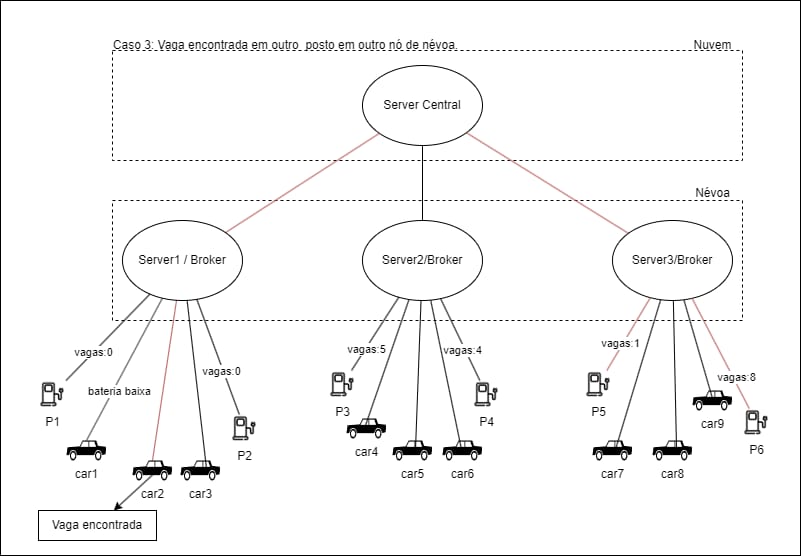 Caso 3: Vaga encontrada em outro posto em outro nó de névoa.
Nuvem
Server Central
Névoa
Server1 / Broker
Server2/Broker
Server3/Broker
vagas:0
bateria baixa
vagas:0
vagas:5
vagas:4
vagas:1
vagas:8
P1
P2
P3
P4
P5
P6
car1
car2
car3
car4
car5
car6
car7
car8
car9
Vaga encontrada